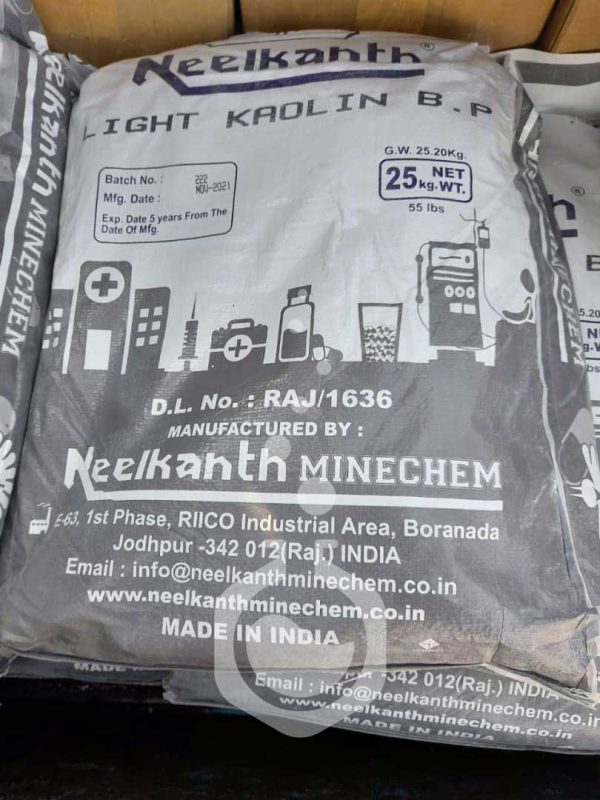 Neelkanth®
LIGHT KAOLIN B.P
G.W. 25.20Kg.
25 NET
kg.WT.
55 lbs
Batch No. : 222
Mfg. Date : NOV-2021
Exp. Date 5 years From The
Date Of Mfg.
D.L. No. : RAJ/1636
MANUFACTURED BY :
Neelkanth MINECHEM
E-63, 1st Phase, RIICO Industrial Area, Boranada
Jodhpur -342 012(Raj.) INDIA
Email : info@neelkanthminechem.co.in
www.neelkanthminechem.co.in
MADE IN INDIA
Neelkanth MINECHEM
MINECHEM
MADE IN
-342 012(Raj.) INDIA
Email : info@neelkanthminechem.co.in
www.neelkanthminechem.co.in
MADE IN INDIA